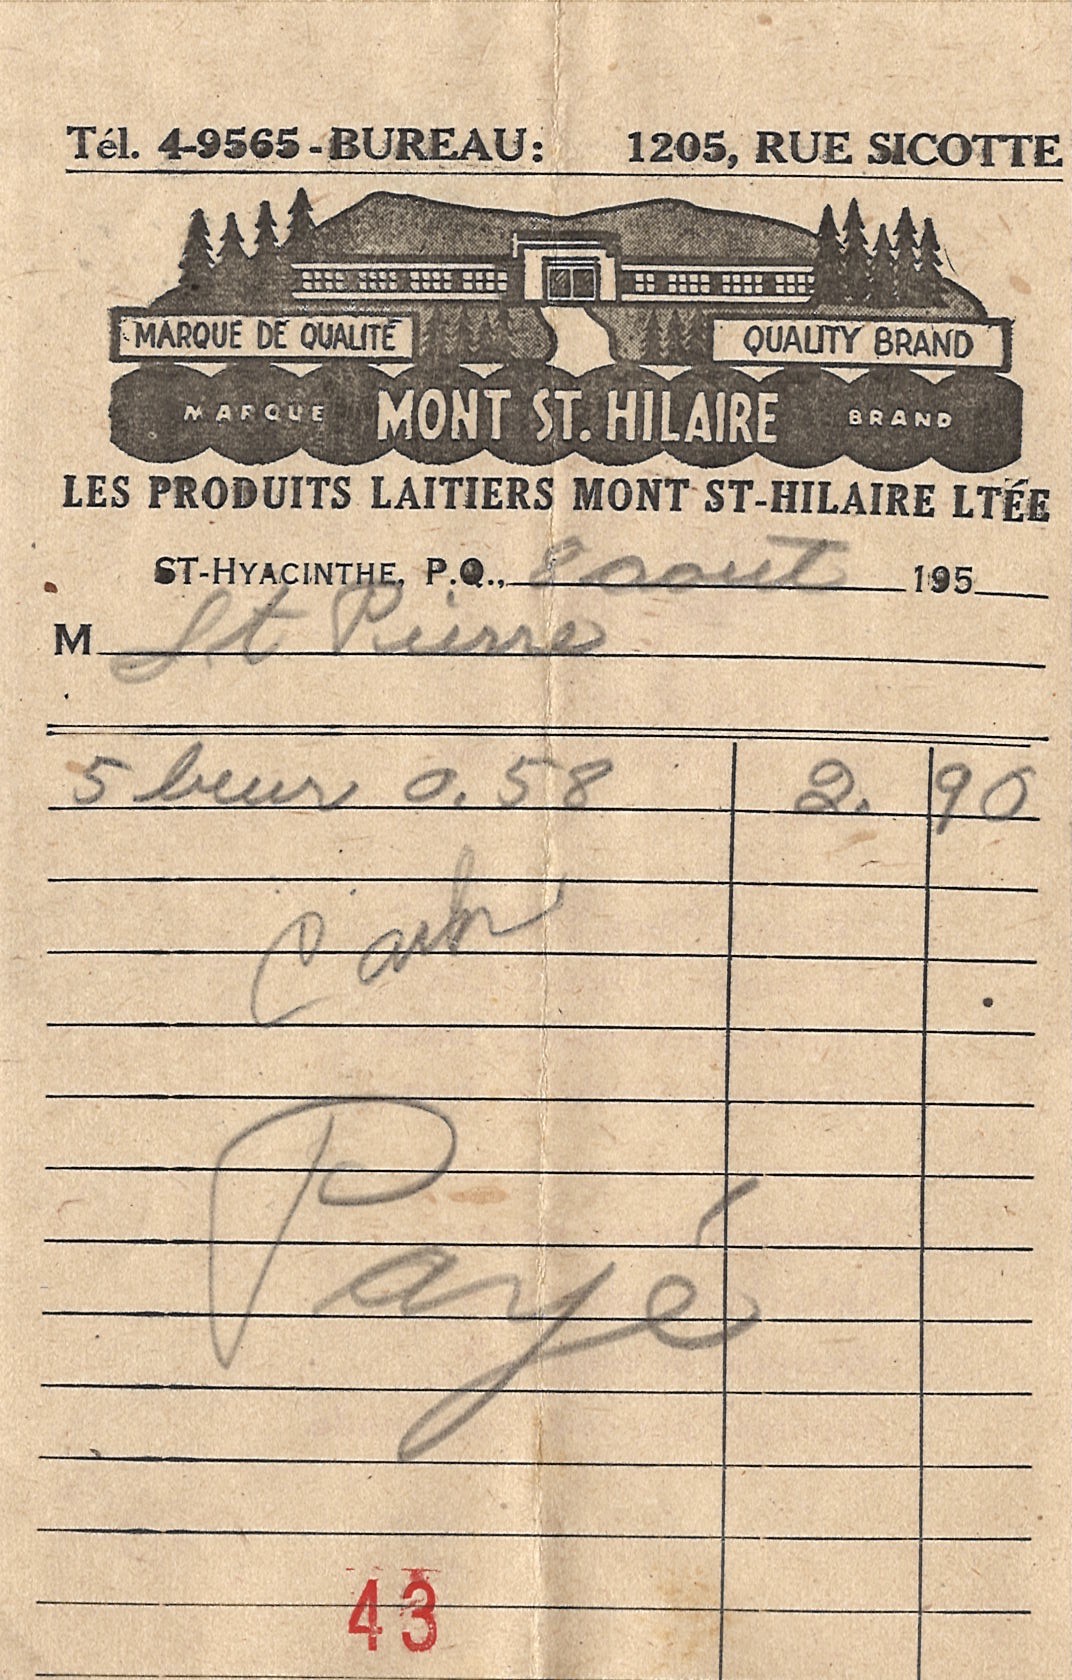 Tél. 4-9565 - BUREAU: 1205, RUE SICOTTE
MARQUE DE QUALITÉ QUALITY BRAND
MARQUE MONT ST. HILAIRE BRAND
LES PRODUITS LAITIERS MONT ST-HILAIRE LTÉE
ST-HYACINTHE, P.Q., 8 aout 195
M St Pierre
5 beur 0.58 2. 90
Cash
Payé
43